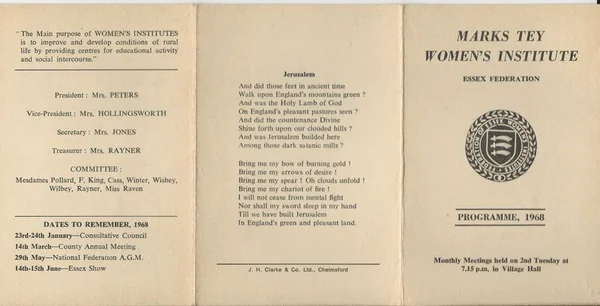 "The Main purpose of WOMEN'S INSTITUTES
is to improve and develop conditions of rural
life by providing centres for educational activity
and social intercourse."
President : Mrs. PETERS
Vice-President : Mrs. HOLLINGSWORTH
Secretary : Mrs. JONES
Treasurer : Mrs. RAYNER
COMMITTEE :
Mesdames Pollard, F. King, Cass, Winter, Wisbey,
Wilbey, Rayner, Miss Raven
DATES TO REMEMBER, 1968
23rd-24th January—Consultative Council
14th March—County Annual Meeting
29th May—National Federation A.G.M.
14th-15th June—Essex Show
Jerusalem
And did those feet in ancient time
Walk upon England's mountains green ?
And was the Holy Lamb of God
On England's pleasant pastures seen ?
And did the countenance Divine
Shine forth upon our clouded hills ?
And was Jerusalem builded here
Among those dark satanic mills ?
Bring me my bow of burning gold !
Bring me my arrows of desire !
Bring me my spear ! Oh clouds unfold !
Bring me my chariot of fire !
I will not cease from mental fight
Nor shall my sword sleep in my hand
Till we have built Jerusalem
In England's green and pleasant land.
J. H. Clarke & Co. Ltd., Chelmsford
MARKS TEY
WOMEN'S INSTITUTE
ESSEX FEDERATION
PROGRAMME, 1968
Monthly Meetings held on 2nd Tuesday at
7.15 p.m. in Village Hall